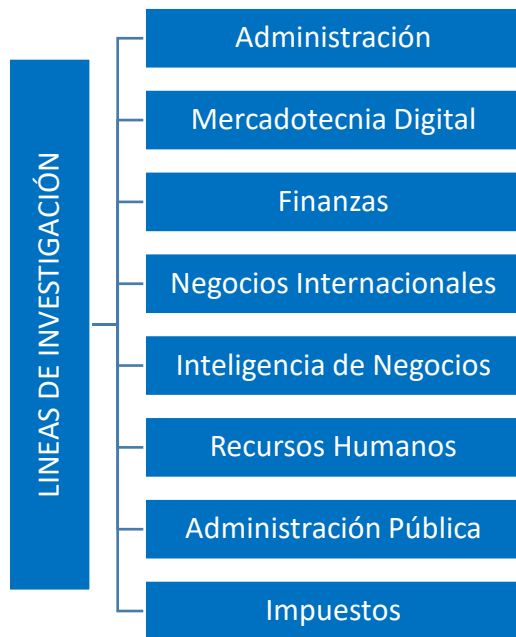 LINEAS DE INVESTIGACIÓN
Administración
Mercadotecnia Digital
Finanzas
Negocios Internacionales
Inteligencia de Negocios
Recursos Humanos
Administración Pública
Impuestos